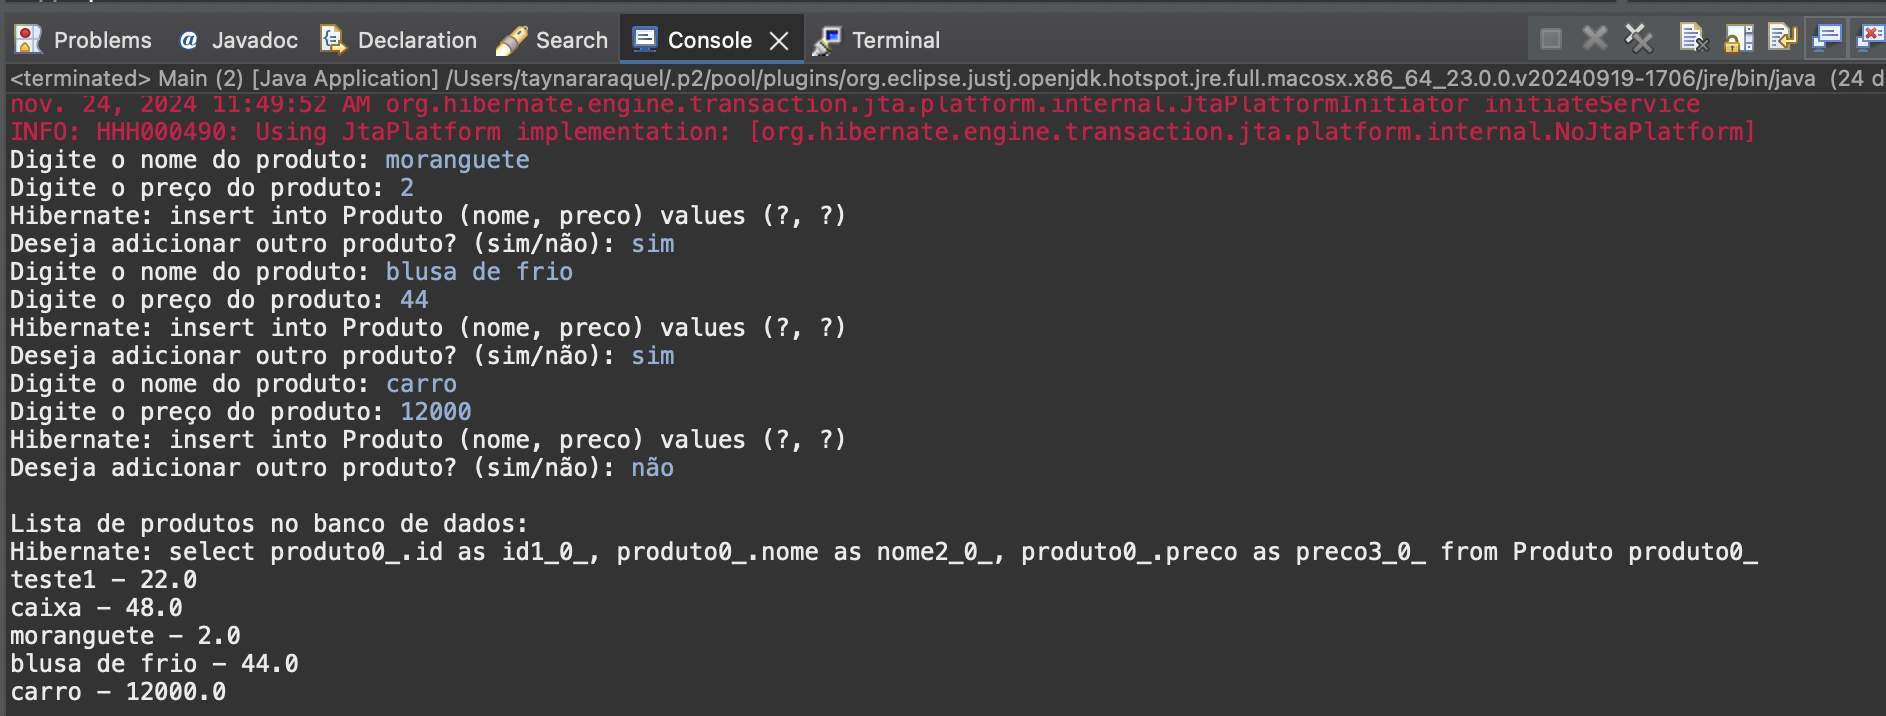 Problems Javadoc Declaration Search Console Terminal
<terminated> Main (2) [Java Application] /Users/taynararaquel/.p2/pool/plugins/org.eclipse.justj.openjdk.hotspot.jre.full.macosx.x86_64_23.0.0.v20240919-1706/jre/bin/java (24 d
nov. 24, 2024 11:49:52 AM org.hibernate.engine.transaction.jta.platform.internal.JtaPlatformInitiator initiateService
INFO: HHH000490: Using JtaPlatform implementation: [org.hibernate.engine.transaction.jta.platform.internal.NoJtaPlatform]
Digite o nome do produto: moranguete
Digite o preço do produto: 2
Hibernate: insert into Produto (nome, preco) values (?, ?)
Deseja adicionar outro produto? (sim/não): sim
Digite o nome do produto: blusa de frio
Digite o preço do produto: 44
Hibernate: insert into Produto (nome, preco) values (?, ?)
Deseja adicionar outro produto? (sim/não): sim
Digite o nome do produto: carro
Digite o preço do produto: 12000
Hibernate: insert into Produto (nome, preco) values (?, ?)
Deseja adicionar outro produto? (sim/não): não
Lista de produtos no banco de dados:
Hibernate: select produto0_.id as id1_0_, produto0_.nome as nome2_0_, produto0_.preco as preco3_0_ from Produto produto0_
teste1 – 22.0
caixa – 48.0
moranguete – 2.0
blusa de frio – 44.0
carro – 12000.0